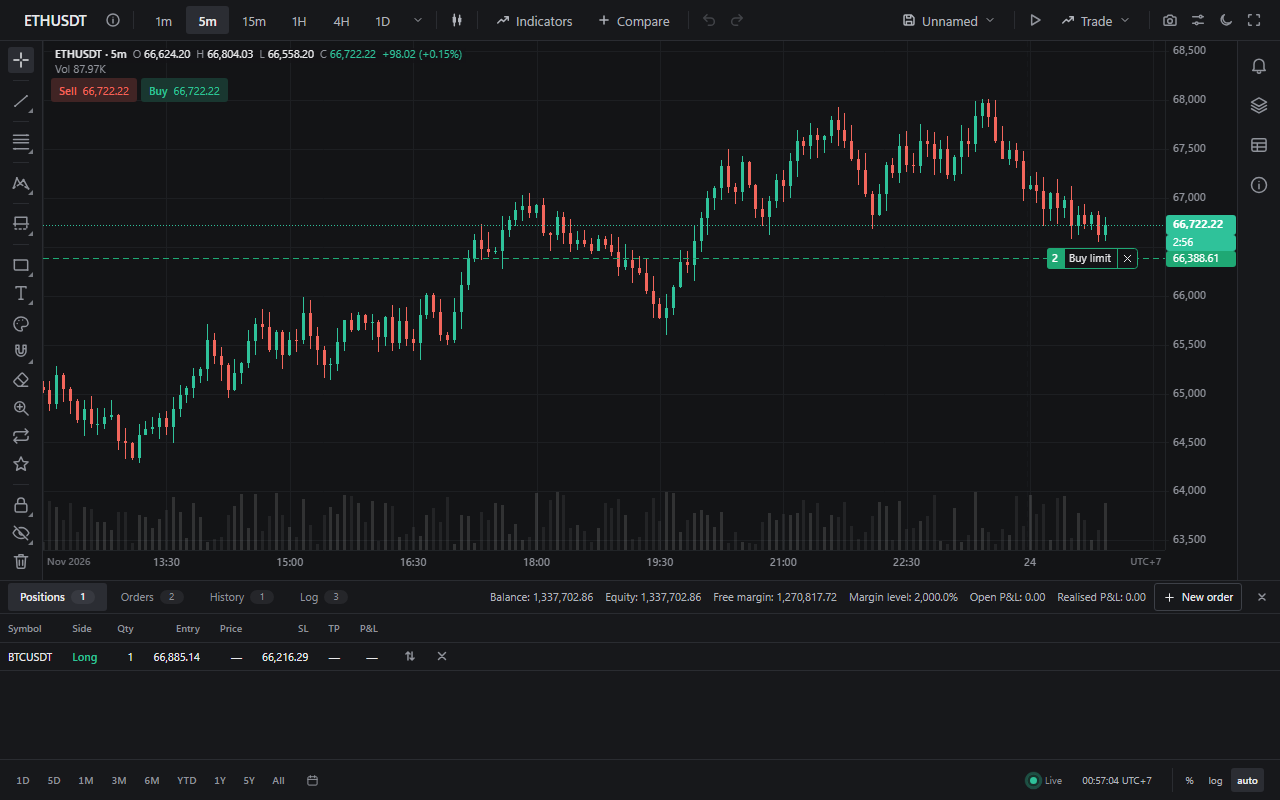 ETHUSDT 1m 5m 15m 1H 4H 1D Indicators Compare Unnamed Trade
ETHUSDT · 5m O 66,624.20 H 66,804.03 L 66,558.20 C 66,722.22 +98.02 (+0.15%)
Vol 87.97K
Sell 66,722.22 Buy 66,722.22
68,500
68,000
67,500
67,000
66,722.22
2:56
2 Buy limit 66,388.61
66,000
65,500
65,000
64,500
64,000
63,500
Nov 2026 13:30 15:00 16:30 18:00 19:30 21:00 22:30 24 UTC+7
Positions 1 Orders 2 History 1 Log 3 Balance: 1,337,702.86 Equity: 1,337,702.86 Free margin: 1,270,817.72 Margin level: 2,000.0% Open P&L: 0.00 Realised P&L: 0.00 New order
Symbol Side Qty Entry Price SL TP P&L
BTCUSDT Long 1 66,885.14 — 66,216.29 — —
1D 5D 1M 3M 6M YTD 1Y 5Y All Live 00:57:04 UTC+7 % log auto